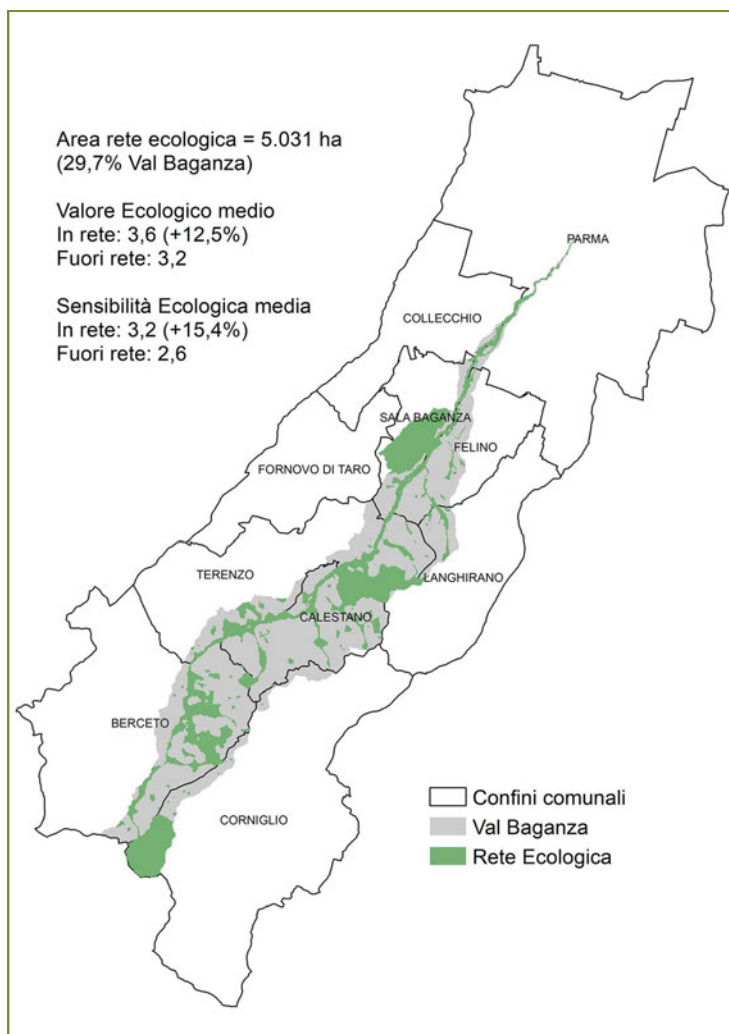 Area rete ecologica = 5.031 ha
(29,7% Val Baganza)
Valore Ecologico medio
In rete: 3,6 (+12,5%)
Fuori rete: 3,2
Sensibilità Ecologica media
In rete: 3,2 (+15,4%)
Fuori rete: 2,6
PARMA
COLLECCHIO
SALA BAGANZA
FELINO
FORNOVO DI TARO
TERENZO
LANGHIRANO
CALESTANO
BERCETO
CORNIGLIO
Confini comunali
Val Baganza
Rete Ecologica